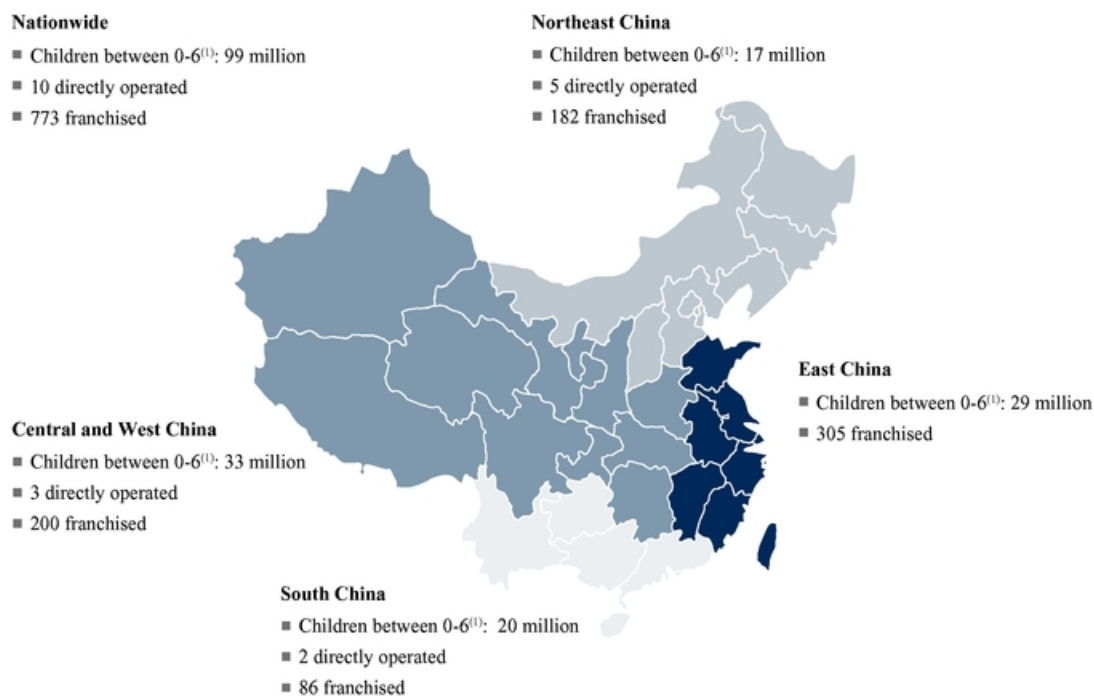 Nationwide
■ Children between 0-6⁽¹⁾: 99 million
■ 10 directly operated
■ 773 franchised
Northeast China
■ Children between 0-6⁽¹⁾: 17 million
■ 5 directly operated
■ 182 franchised
East China
■ Children between 0-6⁽¹⁾: 29 million
■ 305 franchised
Central and West China
■ Children between 0-6⁽¹⁾: 33 million
■ 3 directly operated
■ 200 franchised
South China
■ Children between 0-6⁽¹⁾: 20 million
■ 2 directly operated
■ 86 franchised